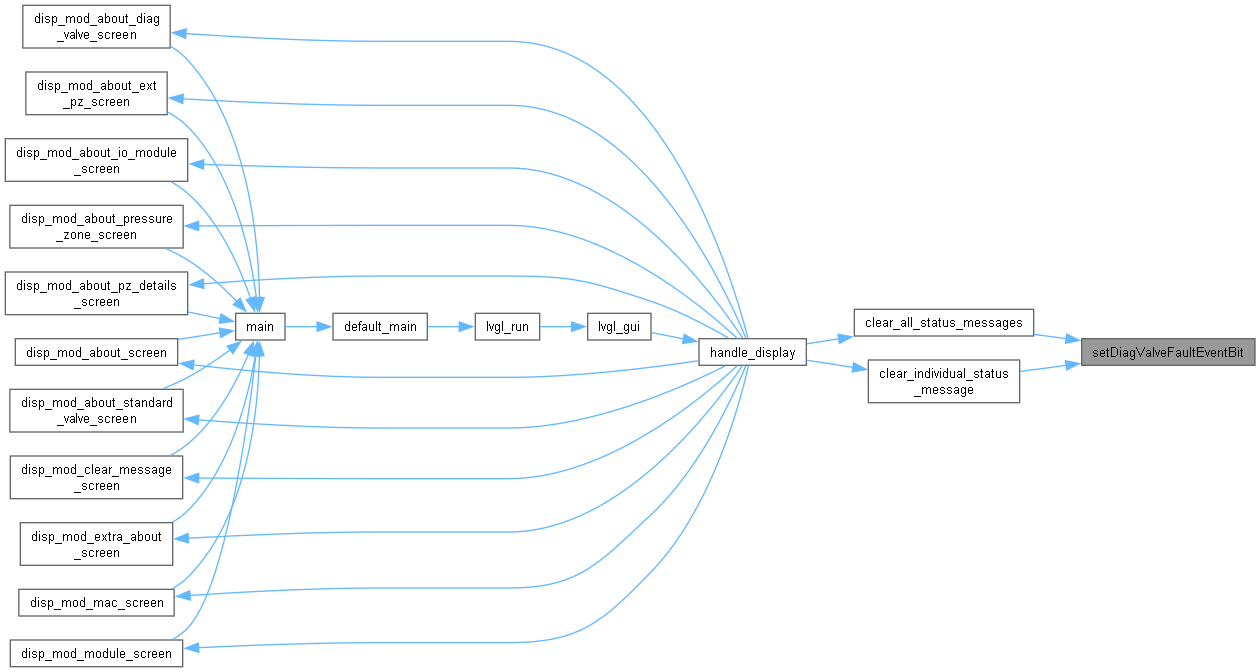 disp_mod_about_diag
_valve_screen
disp_mod_about_ext
_pz_screen
disp_mod_about_io_module
_screen
disp_mod_about_pressure
_zone_screen
disp_mod_about_pz_details
_screen
disp_mod_about_screen
disp_mod_about_standard
_valve_screen
disp_mod_clear_message
_screen
disp_mod_extra_about
_screen
disp_mod_mac_screen
disp_mod_module_screen
main
default_main
lvgl_run
lvgl_gui
handle_display
clear_all_status_messages
clear_individual_status
_message
setDiagValveFaultEventBit